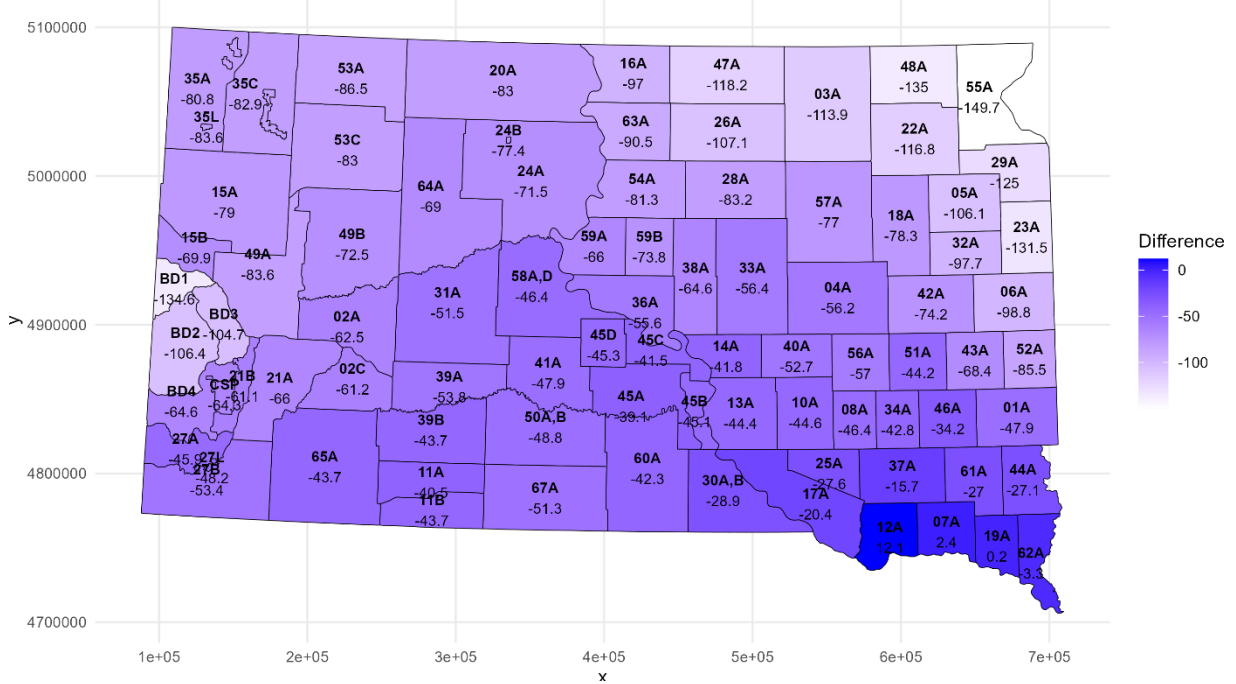 5100000
5000000
4900000
4800000
4700000
y
35A
-80.8
35C
-82.9
35L
-83.6
53A
-86.5
20A
-83
16A
-97
47A
-118.2
03A
-113.9
48A
-135
55A
-149.7
53C
-83
24B
-77.4
24A
-71.5
63A
-90.5
26A
-107.1
22A
-116.8
29A
-125
15A
-79
64A
-69
54A
-81.3
28A
-83.2
57A
-77
18A
-78.3
05A
-106.1
23A
-131.5
15B
-69.9
49A
-83.6
49B
-72.5
59A
-66
59B
-73.8
38A
-64.6
33A
-56.4
32A
-97.7
BD1
-134.6
BD3
-104.7
BD2
-106.4
02A
-62.5
31A
-51.5
58A,D
-46.4
36A
-55.6
04A
-56.2
42A
-74.2
06A
-98.8
BD4
-64.6
CSP
-64.3
21B
-61.1
21A
-66
02C
-61.2
39A
-53.8
41A
-47.9
45D
-45.3
45C
-41.5
14A
-41.8
40A
-52.7
56A
-57
51A
-44.2
43A
-68.4
52A
-85.5
45A
-39.1
45B
-45.1
13A
-44.4
10A
-44.6
08A
-46.4
34A
-42.8
46A
-34.2
01A
-47.9
27A
27L
-48.2
27B
-53.4
65A
-43.7
39B
-43.7
50A,B
-48.8
11A
-40.5
11B
-43.7
67A
-51.3
60A
-42.3
30A,B
-28.9
25A
-27.6
17A
-20.4
37A
-15.7
61A
-27
44A
-27.1
12A
12.1
07A
2.4
19A
0.2
62A
-3.3
1e+05
2e+05
3e+05
4e+05
5e+05
6e+05
7e+05
x
Difference
0
-50
-100